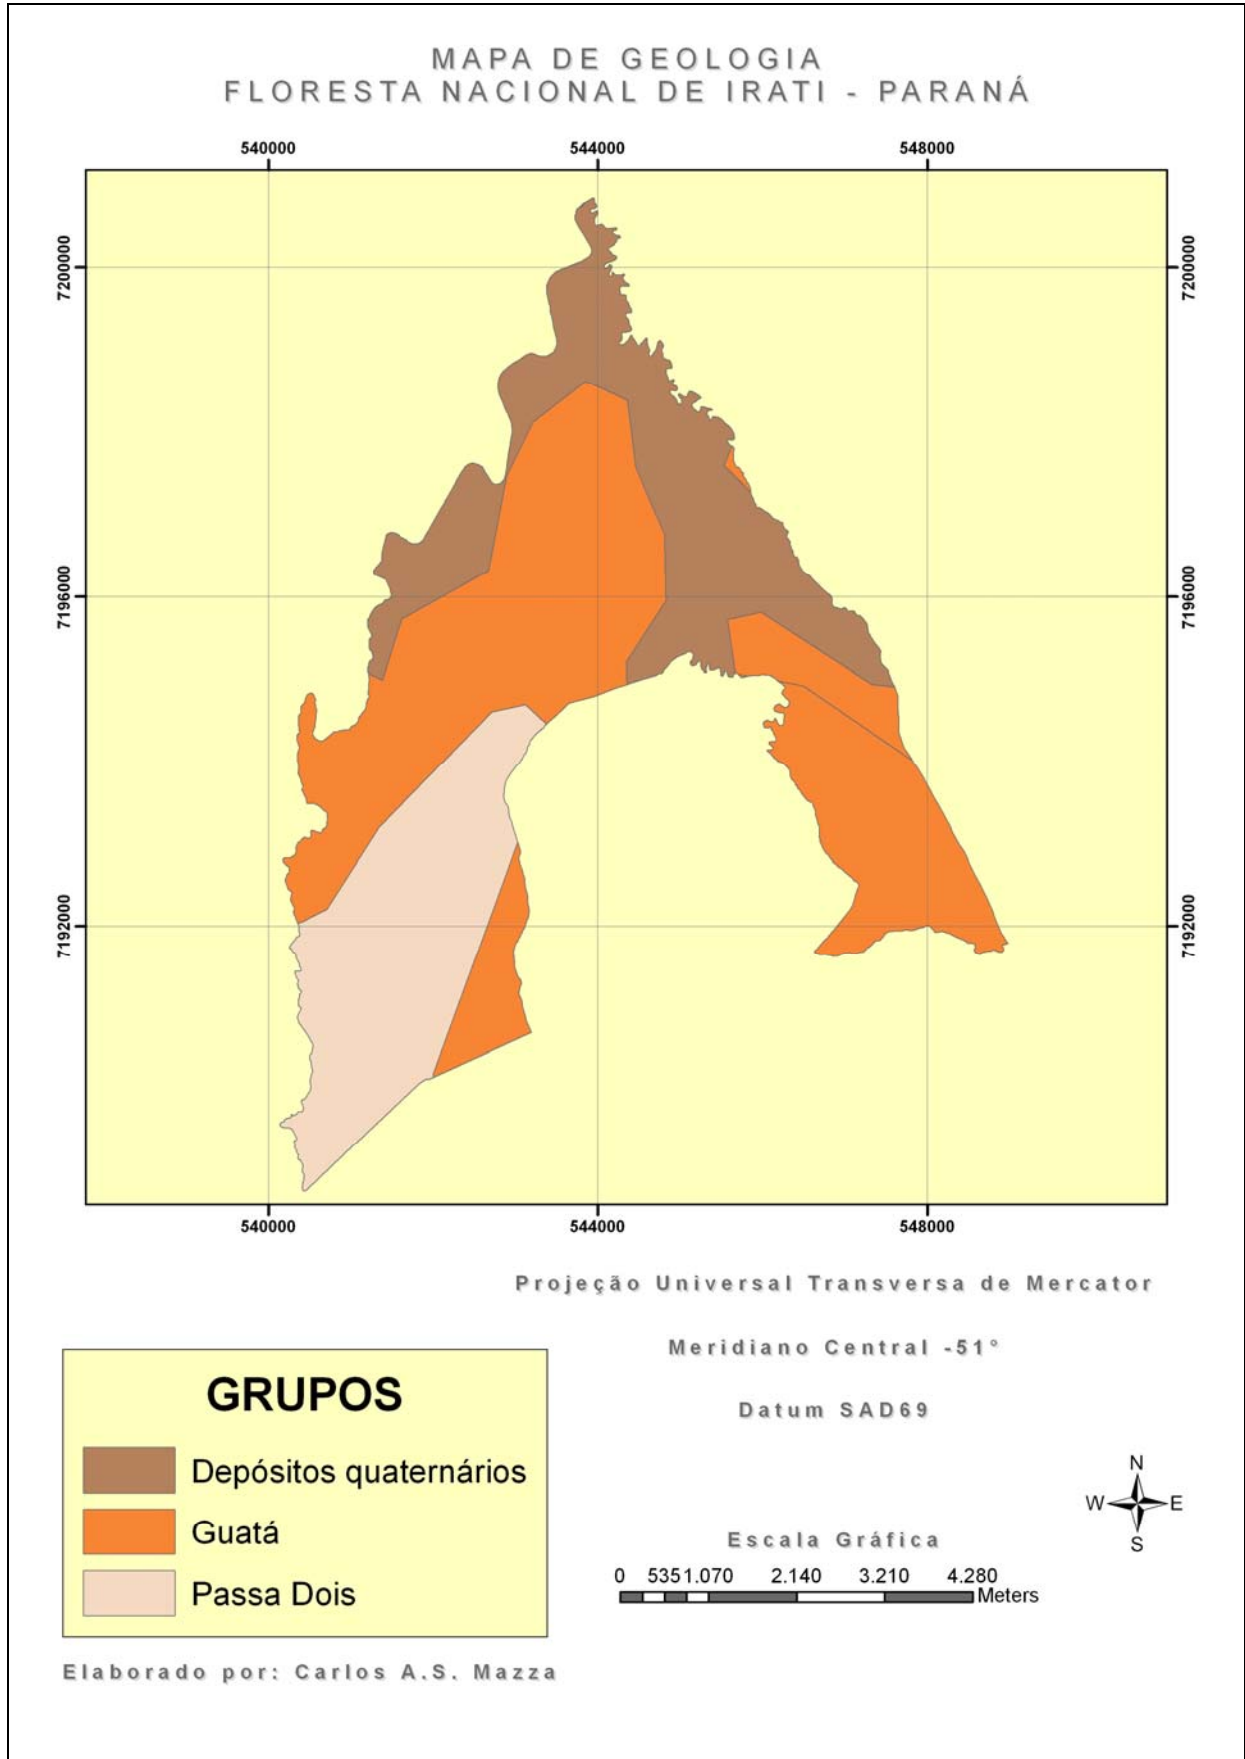 MAPA DE GEOLOGIA
FLORESTA NACIONAL DE IRATI - PARANÁ
540000 544000 548000
7200000 7200000
7196000 7196000
7192000 7192000
540000 544000 548000
Projeção Universal Transversa de Mercator
Meridiano Central -51°
Datum SAD69
GRUPOS
Depósitos quaternários
Guatá
Passa Dois
N
W E
S
Escala Gráfica
0 535 1.070 2.140 3.210 4.280
Meters
Elaborado por: Carlos A.S. Mazza